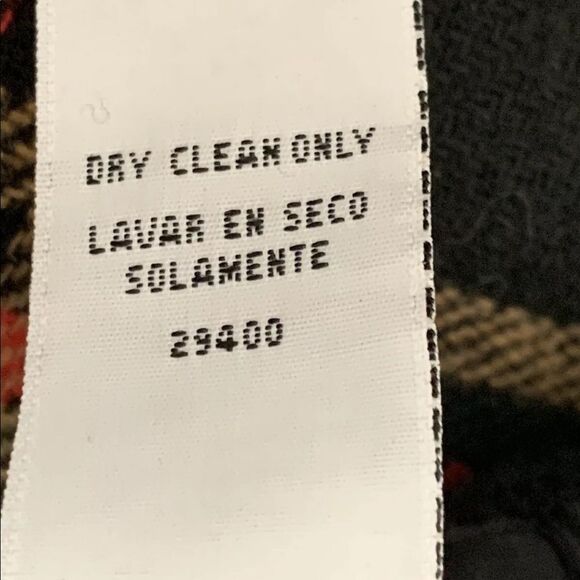 DRY CLEAN ONLY
LAVAR EN SECO
SOLAMENTE
29400